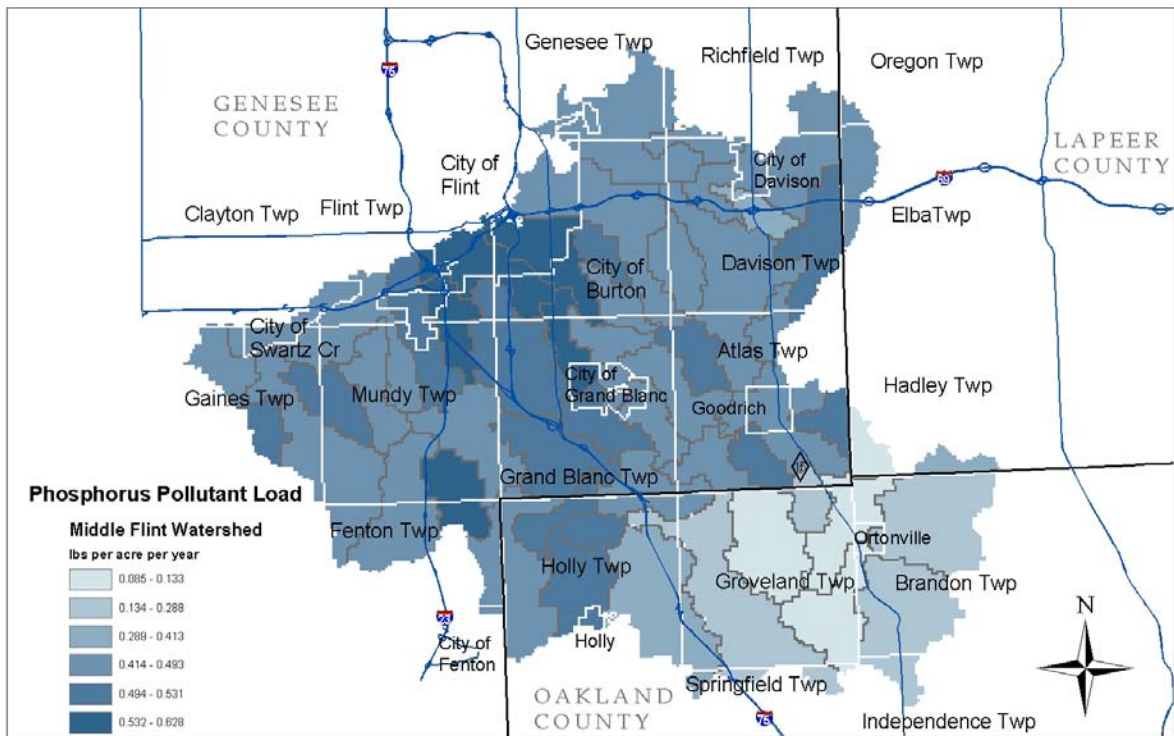 Genesee Twp
Richfield Twp
Oregon Twp
75
GENESEE
COUNTY
LAPEER
COUNTY
City of
Flint
City of
Davison
69
Clayton Twp
Flint Twp
ElbaTwp
City of
Burton
Davison Twp
City of
Swartz Cr
Atlas Twp
Gaines Twp
Mundy Twp
City of
Grand Blanc
Hadley Twp
Goodrich
Grand Blanc Twp
15
Phosphorus Pollutant Load
Middle Flint Watershed
lbs per acre per year
0.085 - 0.133
0.134 - 0.288
0.289 - 0.413
0.414 - 0.493
0.494 - 0.531
0.532 - 0.628
Fenton Twp
Ortonville
Holly Twp
Groveland Twp
Brandon Twp
N
23
City of
Fenton
Holly
OAKLAND
COUNTY
Springfield Twp
75
Independence Twp